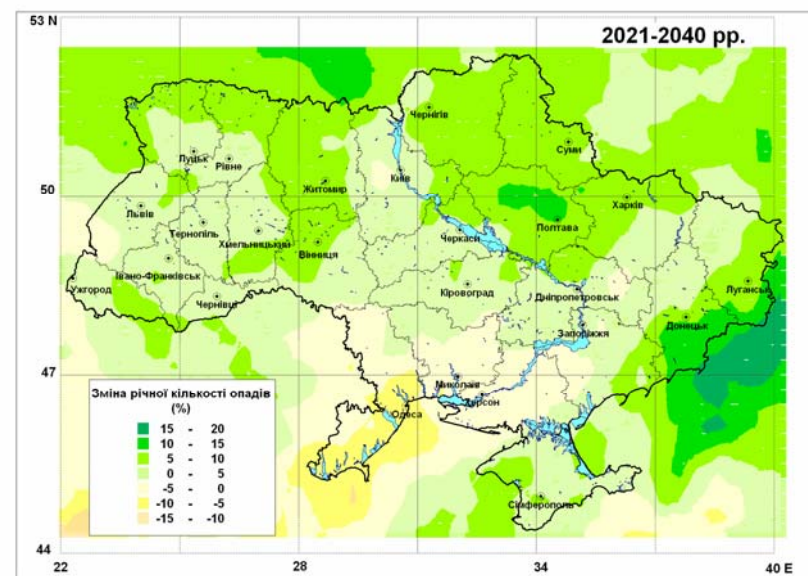 53 N
2021-2040 рр.
Чернігів
Суми
Луцьк
Рівне
Київ
Житомир
50
Харків
Львів
Полтава
Тернопіль
Черкаси
Хмельницький
Вінниця
Івано-Франківськ
Ужгород
Кіровоград
Луганськ
Чернівці
Дніпропетровськ
Донецьк
Запоріжжя
47
Миколаїв
Херсон
Одеса
Зміна річної кількості опадів
(%)
15 - 20
10 - 15
5 - 10
0 - 5
-5 - 0
-10 - -5
-15 - -10
Сімферополь
44
22 28 34 40 E